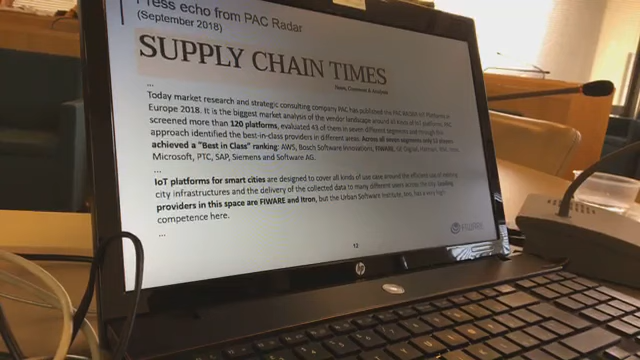 Press echo from PAC Radar
(September 2018)
SUPPLY CHAIN TIMES
News, Comment & Analysis
...
Today market research and strategic consulting company PAC has published the PAC RADAR IoT Platforms in
Europe 2018. It is the biggest market analysis of the vendor landscape around all kinds of IoT platforms. PAC
screened more than 120 platforms, evaluated 43 of them in seven different segments and through this
approach identified the best-in-class providers in different areas. Across all seven segments only 13 vendors
achieved a "Best in Class" ranking: AWS, Bosch Software Innovations, FIWARE, GE Digital,
Microsoft, PTC, SAP, Siemens and Software AG.
...
IoT platforms for smart cities are designed to cover all kinds of use case around the efficient use of existing
city infrastructures and the delivery of the collected data to many different users across the city. Leading
providers in this space are FIWARE and Itron, but the Urban Software Institute, too, has a very high
competence here.
...
12
FIWARE
hp